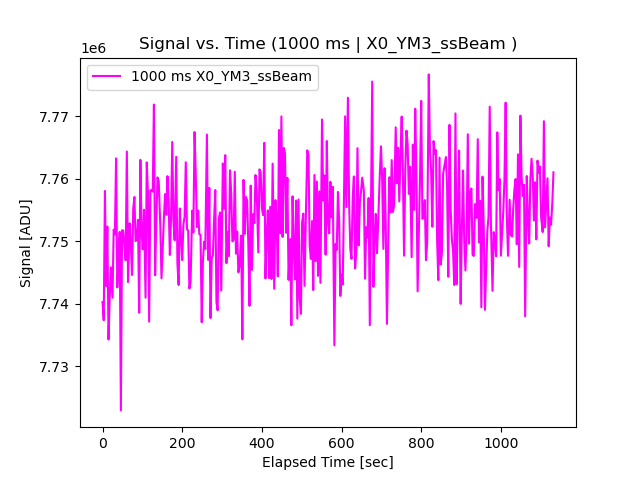 Signal vs. Time (1000 ms | X0_YM3_ssBeam )
1e6
1000 ms X0_YM3_ssBeam
7.77
7.76
7.75
7.74
7.73
Signal [ADU]
0 200 400 600 800 1000
Elapsed Time [sec]